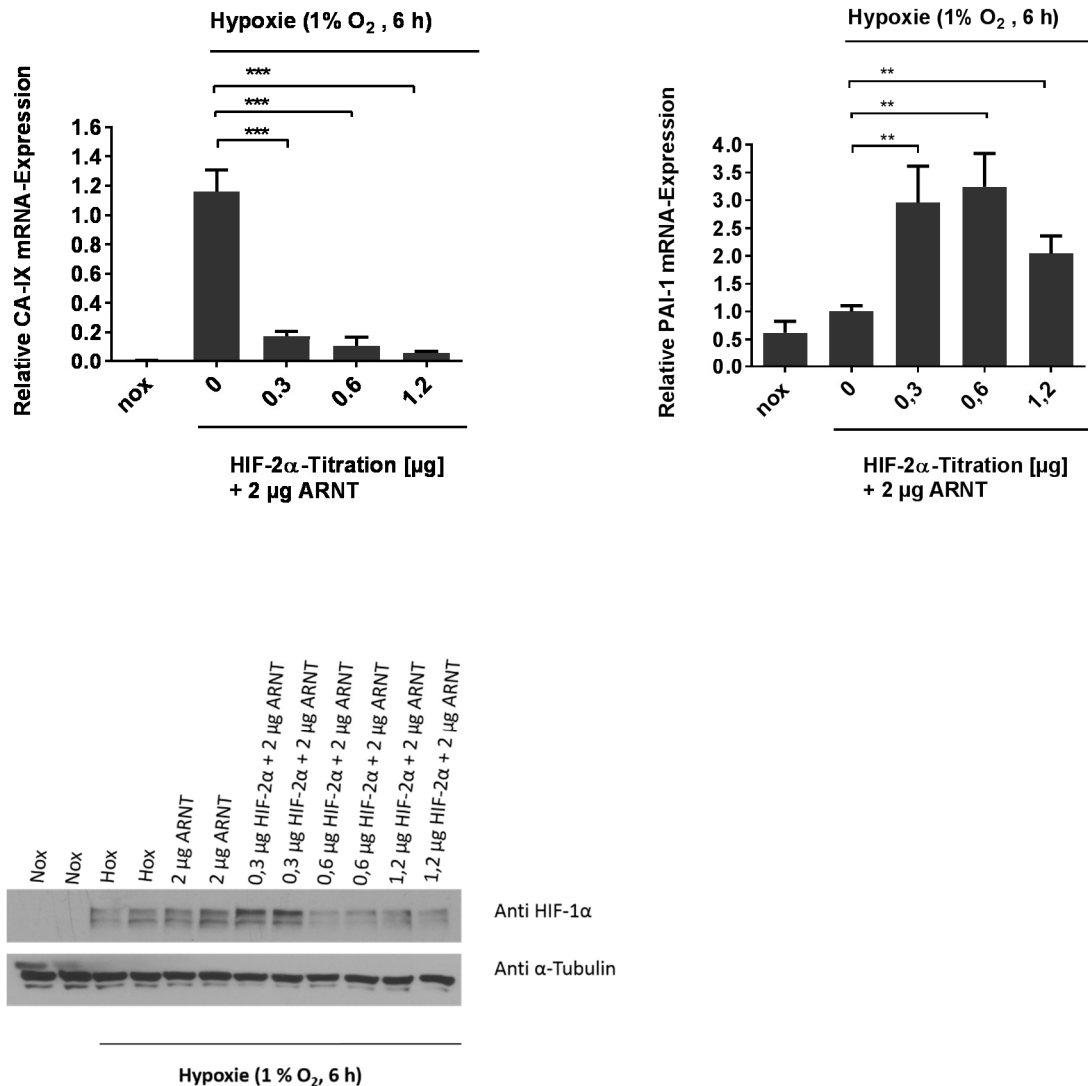 Hypoxie (1% O2 , 6 h)
***
***
***
Relative CA-IX mRNA-Expression
1.6
1.4
1.2
1.0
0.8
0.6
0.4
0.2
0.0
nox
0
0.3
0.6
1.2
HIF-2α-Titration [µg]
+ 2 µg ARNT
Hypoxie (1% O2 , 6 h)
**
**
**
Relative PAI-1 mRNA-Expression
4.0
3.5
3.0
2.5
2.0
1.5
1.0
0.5
0.0
nox
0
0,3
0,6
1,2
HIF-2α-Titration [µg]
+ 2 µg ARNT
Nox
Nox
Hox
Hox
2 µg ARNT
2 µg ARNT
0,3 µg HIF-2α + 2 µg ARNT
0,3 µg HIF-2α + 2 µg ARNT
0,6 µg HIF-2α + 2 µg ARNT
0,6 µg HIF-2α + 2 µg ARNT
1,2 µg HIF-2α + 2 µg ARNT
1,2 µg HIF-2α + 2 µg ARNT
Anti HIF-1α
Anti α-Tubulin
Hypoxie (1 % O2, 6 h)